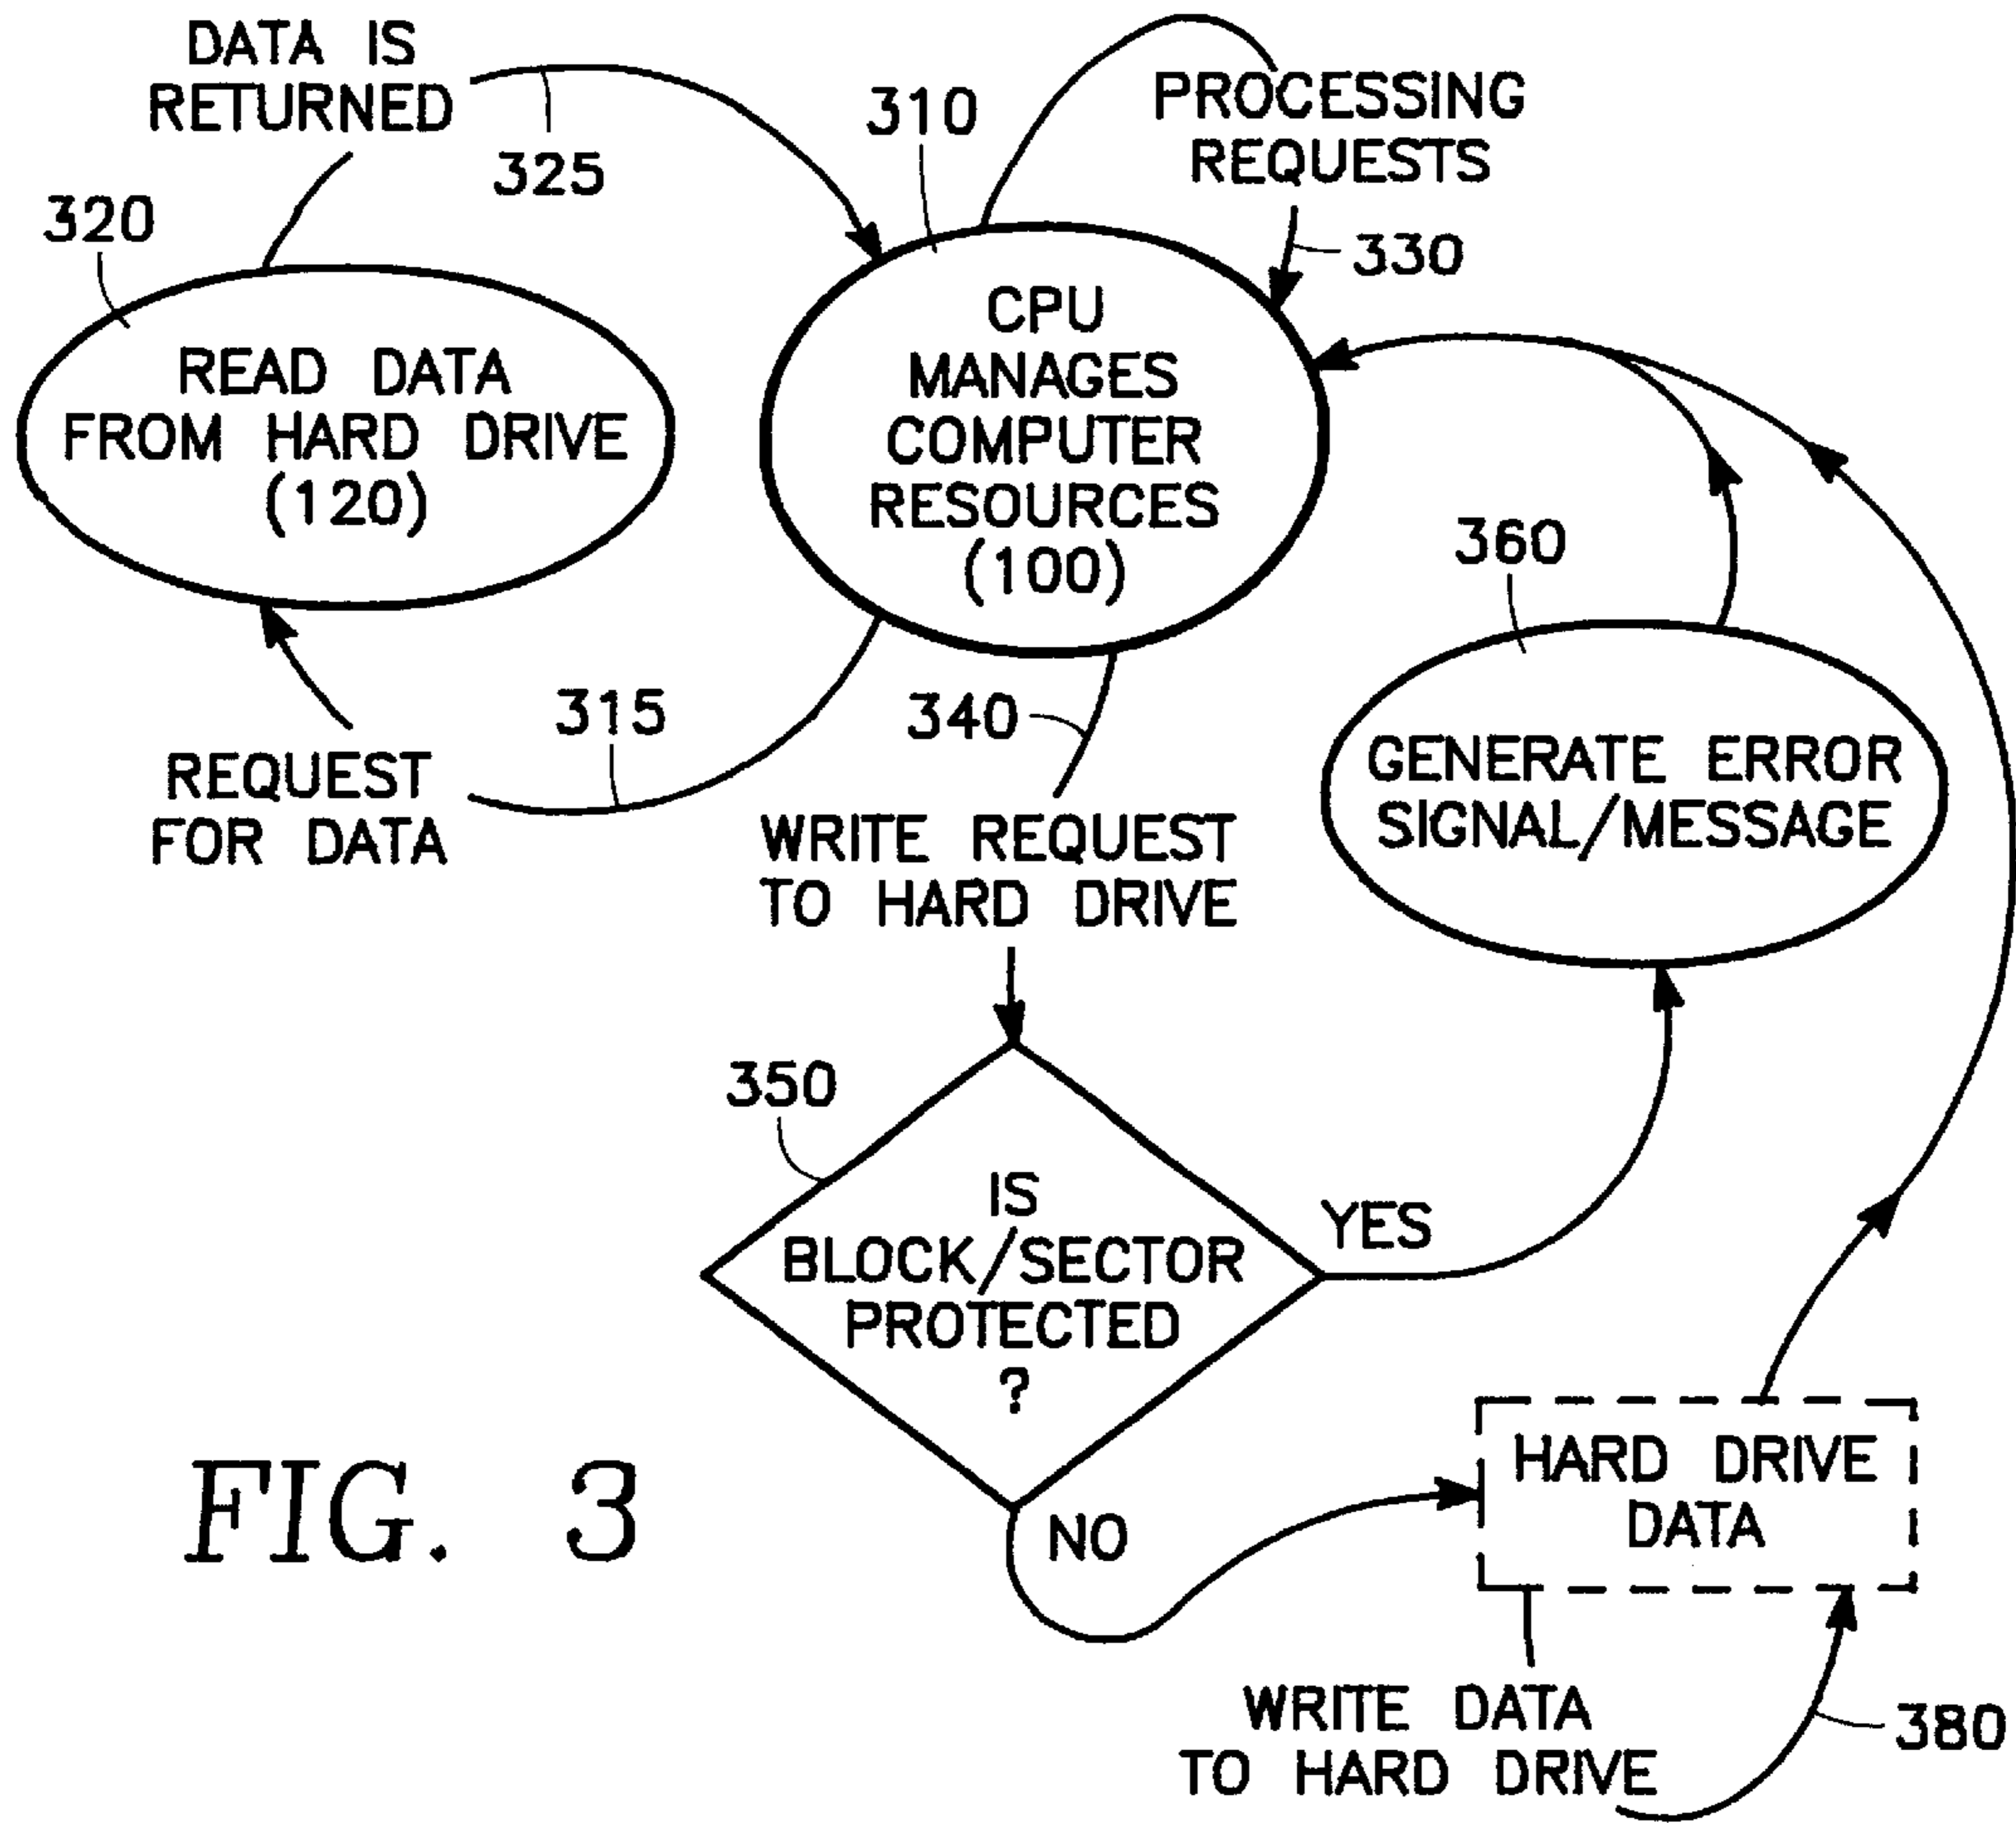 DATA IS
RETURNED
325
310
PROCESSING
REQUESTS
330
320
READ DATA
FROM HARD DRIVE
(120)
CPU
MANAGES
COMPUTER
RESOURCES
(100)
360
315
340
REQUEST
FOR DATA
GENERATE ERROR
SIGNAL/MESSAGE
WRITE REQUEST
TO HARD DRIVE
350
IS
BLOCK/SECTOR
PROTECTED
?
YES
NO
HARD DRIVE
DATA
FIG. 3
WRITE DATA
TO HARD DRIVE
380